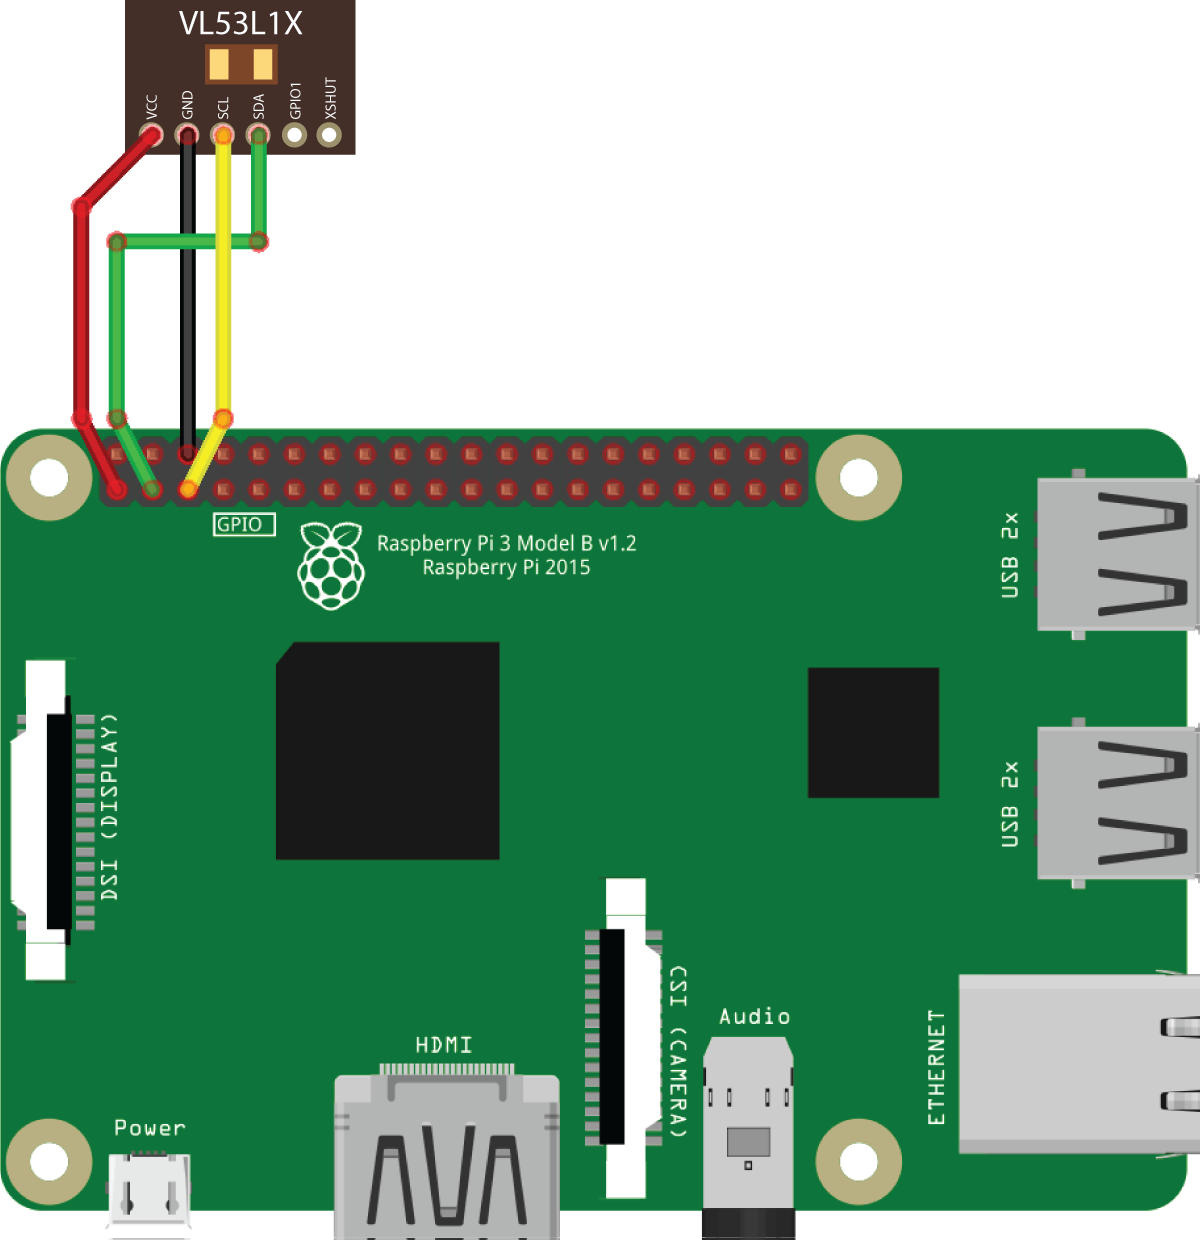 VL53L1X
VCC
GND
SCL
SDA
GPIO1
XSHUT
GPIO
Raspberry Pi 3 Model B v1.2
Raspberry Pi 2015
USB 2x
DSI (DISPLAY)
USB 2x
CSI (CAMERA)
Audio
ETHERNET
HDMI
Power